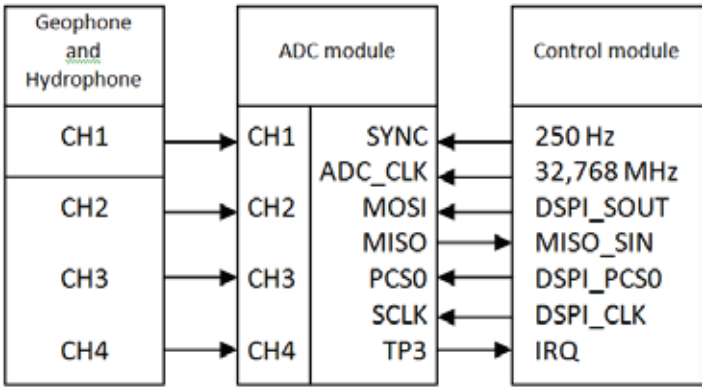 Geophone
and
Hydrophone
ADC module
Control module
CH1
CH1
SYNC
250 Hz
ADC_CLK
32,768 MHz
CH2
CH2
MOSI
DSPI_SOUT
MISO
MISO_SIN
CH3
CH3
PCS0
DSPI_PCS0
SCLK
DSPI_CLK
CH4
CH4
TP3
IRQ